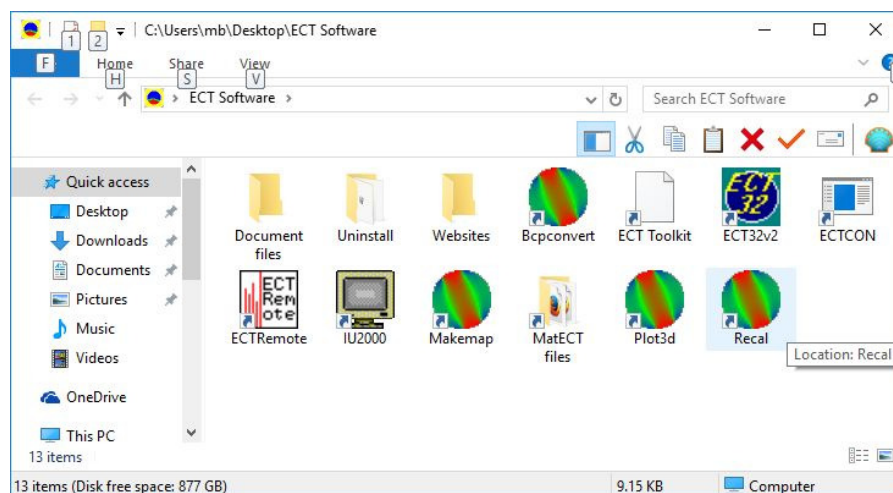 1
2
C:\Users\mb\Desktop\ECT Software
F
Home
Share
View
H
S
V
ECT Software
Search ECT Software
Quick access
Desktop
Downloads
Documents
Pictures
Music
Videos
OneDrive
This PC
Document
files
Uninstall
Websites
Bcpconvert
ECT Toolkit
ECT
32
ECT32v2
ECTCON
ECT
Rem
ote
ECTRemote
IU2000
Makemap
MatECT
files
Plot3d
Recal
Location: Recal
13 items
13 items (Disk free space: 877 GB)
9.15 KB
Computer